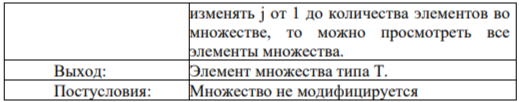 изменять j от 1 до количества элементов во
множестве, то можно просмотреть все
элементы множества.
Выход: Элемент множества типа T.
Постусловия: Множество не модифицируется